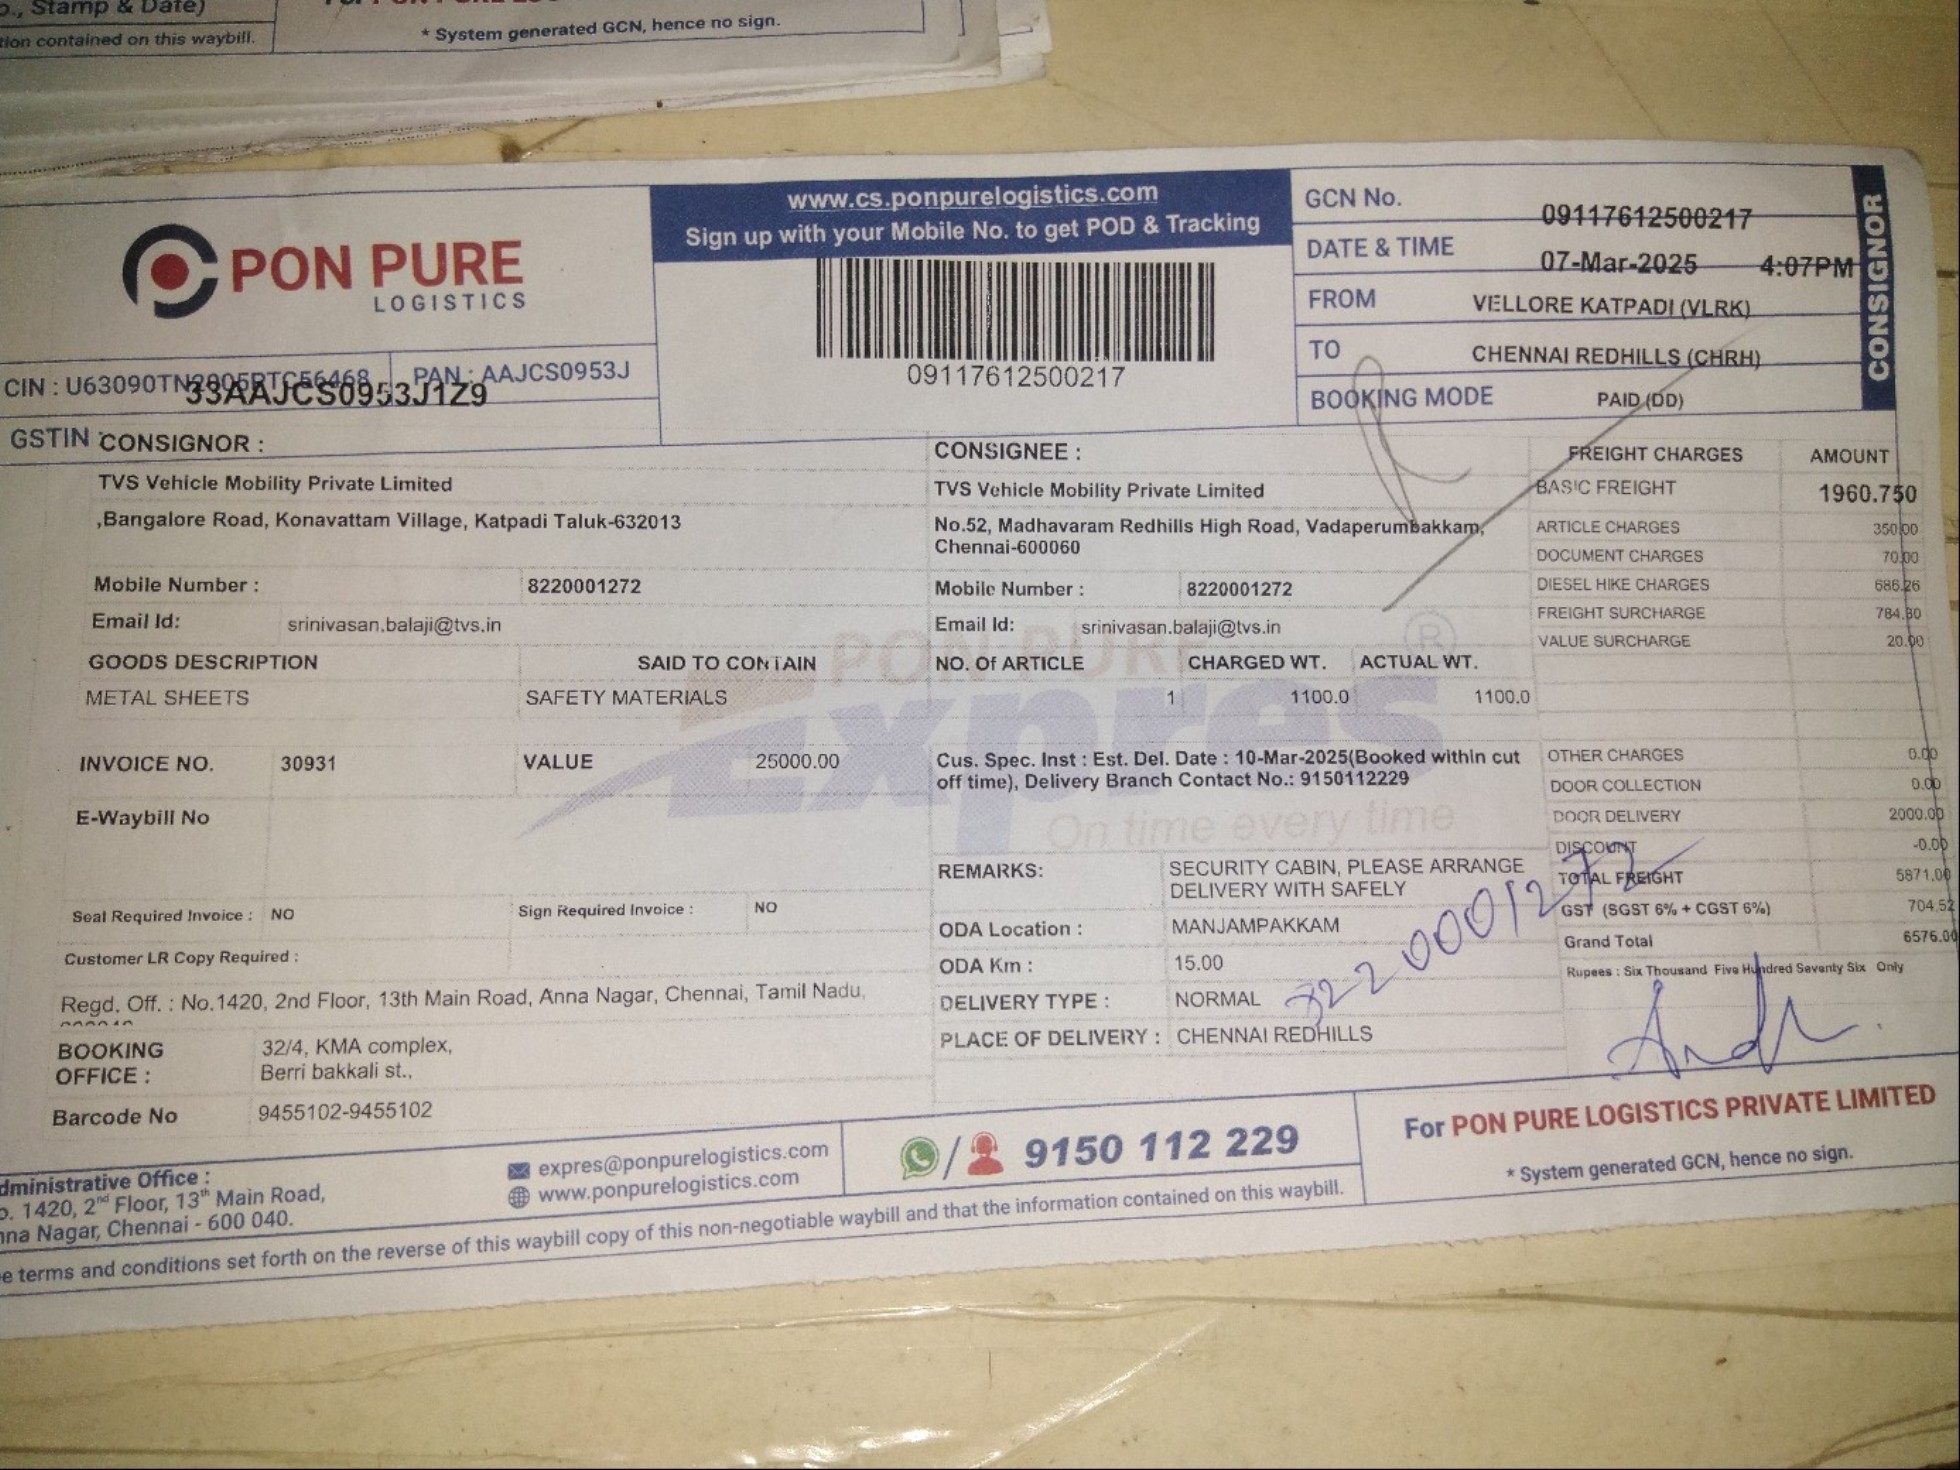 o., Stamp & Date)
tion contained on this waybill.
* System generated GCN, hence no sign.
PON PURE
LOGISTICS
www.cs.ponpurelogistics.com
Sign up with your Mobile No. to get POD & Tracking
09117612500217
GCN No. 09117612500217
DATE & TIME 07-Mar-2025 4:07PM
FROM VELLORE KATPADI (VLRK)
TO CHENNAI REDHILLS (CHRH)
BOOKING MODE PAID (DD)
CONSIGNOR
CIN : U63090TN2005PTC56468 PAN : AAJCS0953J
33AAJCS0953J1Z9
GSTIN : CONSIGNOR :
TVS Vehicle Mobility Private Limited
,Bangalore Road, Konavattam Village, Katpadi Taluk-632013
Mobile Number : 8220001272
Email Id: srinivasan.balaji@tvs.in
CONSIGNEE :
TVS Vehicle Mobility Private Limited
No.52, Madhavaram Redhills High Road, Vadaperumbakkam,
Chennai-600060
Mobile Number : 8220001272
Email Id: srinivasan.balaji@tvs.in
FREIGHT CHARGES AMOUNT
BASIC FREIGHT 1960.750
ARTICLE CHARGES 350.00
DOCUMENT CHARGES 70.00
DIESEL HIKE CHARGES 686.26
FREIGHT SURCHARGE 784.30
VALUE SURCHARGE 20.00
OTHER CHARGES 0.00
DOOR COLLECTION 0.00
DOOR DELIVERY 2000.00
DISCOUNT -0.00
TOTAL FREIGHT 5871.00
GST (SGST 6% + CGST 6%) 704.52
Grand Total 6576.00
Rupees : Six Thousand Five Hundred Seventy Six Only
GOODS DESCRIPTION SAID TO CONTAIN NO. Of ARTICLE CHARGED WT. ACTUAL WT.
METAL SHEETS SAFETY MATERIALS 1 1100.0 1100.0
PON PURE ®
Expres
On time every time
INVOICE NO. 30931 VALUE 25000.00
E-Waybill No
Cus. Spec. Inst : Est. Del. Date : 10-Mar-2025(Booked within cut
off time), Delivery Branch Contact No.: 9150112229
Seal Required Invoice : NO Sign Required Invoice : NO
Customer LR Copy Required :
Regd. Off. : No.1420, 2nd Floor, 13th Main Road, Anna Nagar, Chennai, Tamil Nadu,
REMARKS: SECURITY CABIN, PLEASE ARRANGE
DELIVERY WITH SAFELY
ODA Location : MANJAMPAKKAM
ODA Km : 15.00
DELIVERY TYPE : NORMAL
PLACE OF DELIVERY : CHENNAI REDHILLS
8220001272
BOOKING OFFICE : 32/4, KMA complex,
Berri bakkali st.,
Barcode No 9455102-9455102
dministrative Office :
o. 1420, 2nd Floor, 13th Main Road,
nna Nagar, Chennai - 600 040.
expres@ponpurelogistics.com
www.ponpurelogistics.com
/ 9150 112 229
For PON PURE LOGISTICS PRIVATE LIMITED
* System generated GCN, hence no sign.
e terms and conditions set forth on the reverse of this waybill copy of this non-negotiable waybill and that the information contained on this waybill.